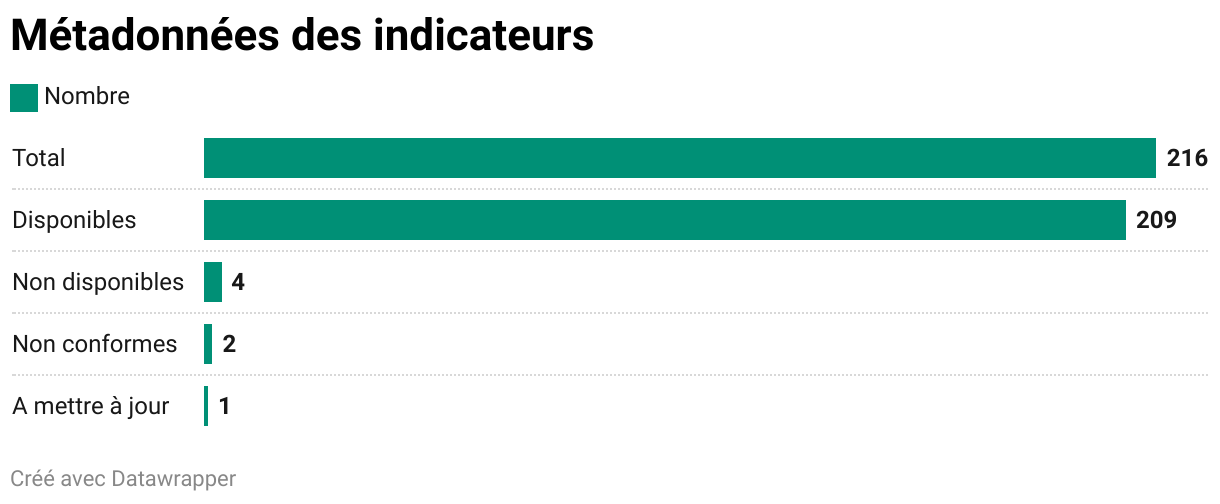 Métadonnées des indicateurs
Nombre
Total 216
Disponibles 209
Non disponibles 4
Non conformes 2
A mettre à jour 1
Créé avec Datawrapper